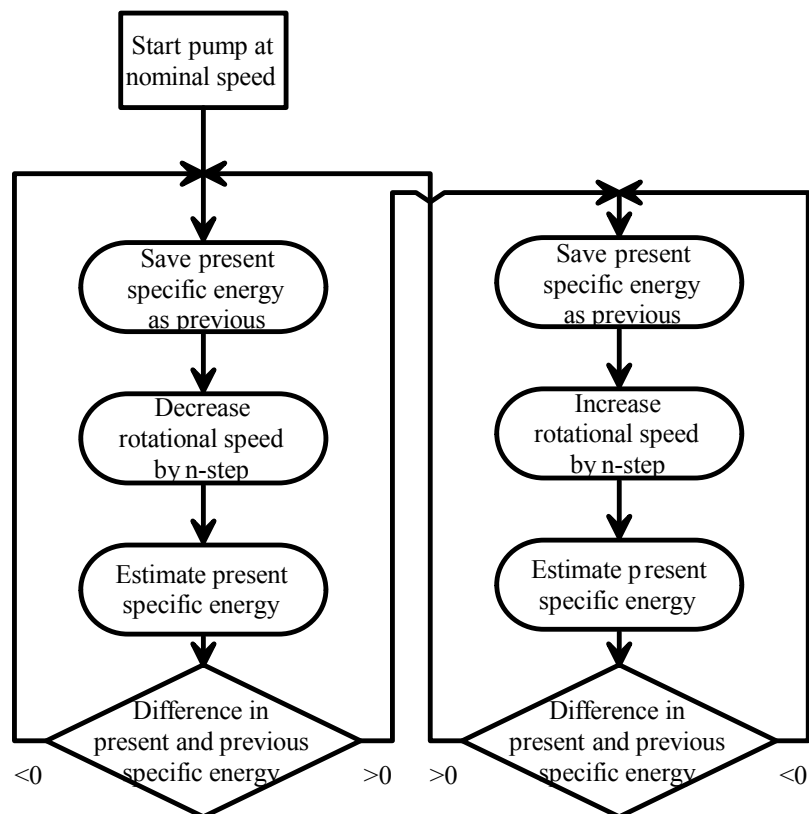 Start pump at
nominal speed
Save present
specific energy
as previous
Decrease
rotational speed
by n-step
Estimate present
specific energy
Difference in
present and previous
specific energy
<0
>0
Save present
specific energy
as previous
Increase
rotational speed
by n-step
Estimate present
specific energy
Difference in
present and previous
specific energy
>0
<0